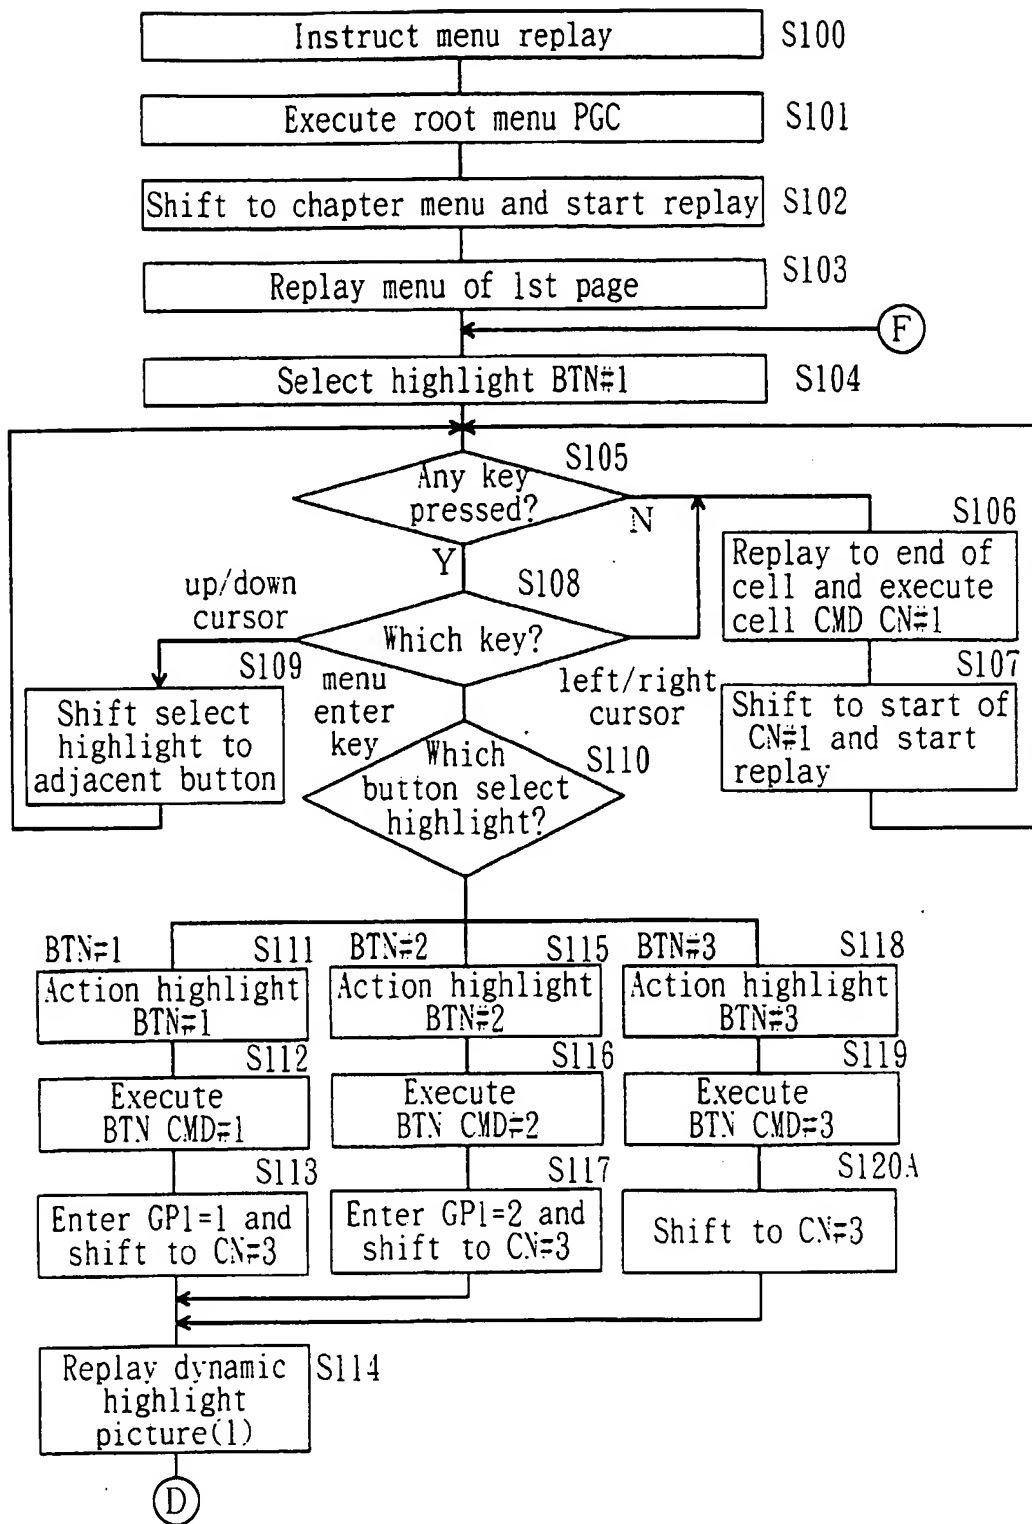 Instruct menu replay
S100
Execute root menu PGC
S101
Shift to chapter menu and start replay
S102
Replay menu of 1st page
S103
F
Select highlight BTN#1
S104
Any key
pressed?
S105
N
Y
S106
Replay to end of
cell and execute
cell CMD CN#1
up/down
cursor
S108
Which key?
S109
menu
enter
key
left/right
cursor
S107
Shift to start of
CN#1 and start
replay
Shift select
highlight to
adjacent button
Which
button select
highlight?
S110
BTN#1
S111
Action highlight
BTN#1
S112
Execute
BTN CMD#1
S113
Enter GP1=1 and
shift to CN#3
BTN#2
S115
Action highlight
BTN#2
S116
Execute
BTN CMD#2
S117
Enter GP1=2 and
shift to CN#3
BTN#3
S118
Action highlight
BTN#3
S119
Execute
BTN CMD#3
S120A
Shift to CN#3
Replay dynamic
highlight
picture(1)
S114
D